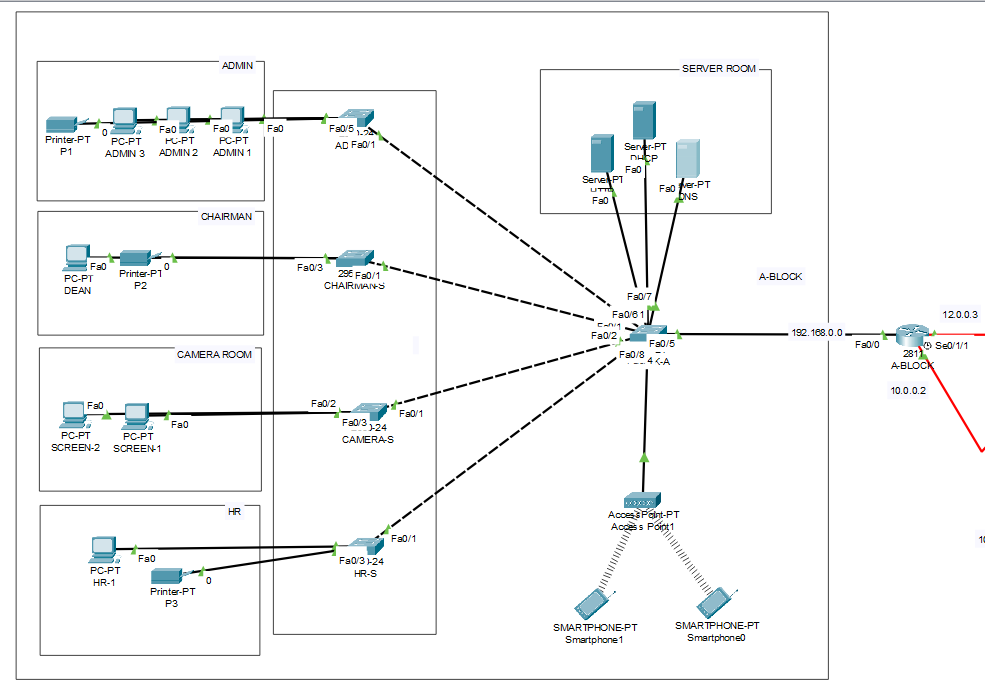 ADMIN
SERVER ROOM
Printer-PT
P1
0
PC-PT
ADMIN 3
Fa0
PC-PT
ADMIN 2
Fa0
PC-PT
ADMIN 1
Fa0
Fa0/5
Fa0/1
Server-PT
DHCP
Fa0
Server-PT
Fa0
Fa0
DNS
CHAIRMAN
PC-PT
DEAN
Fa0
Printer-PT
P2
0
Fa0/3
Fa0/1
CHAIRMAN-S
A-BLOCK
Fa0/7
Fa0/6
Fa0/2
Fa0/5
Fa0/8
192.168.0.0
Fa0/0
12.0.0.3
Se0/1/1
A-BLOCK
10.0.0.2
CAMERA ROOM
Fa0
PC-PT
SCREEN-2
PC-PT
SCREEN-1
Fa0
Fa0/2
Fa0/3
Fa0/1
CAMERA-S
HR
PC-PT
HR-1
Fa0
Printer-PT
P3
0
Fa0/3
Fa0/1
HR-S
AccessPoint-PT
Access Point1
SMARTPHONE-PT
Smartphone1
SMARTPHONE-PT
Smartphone0